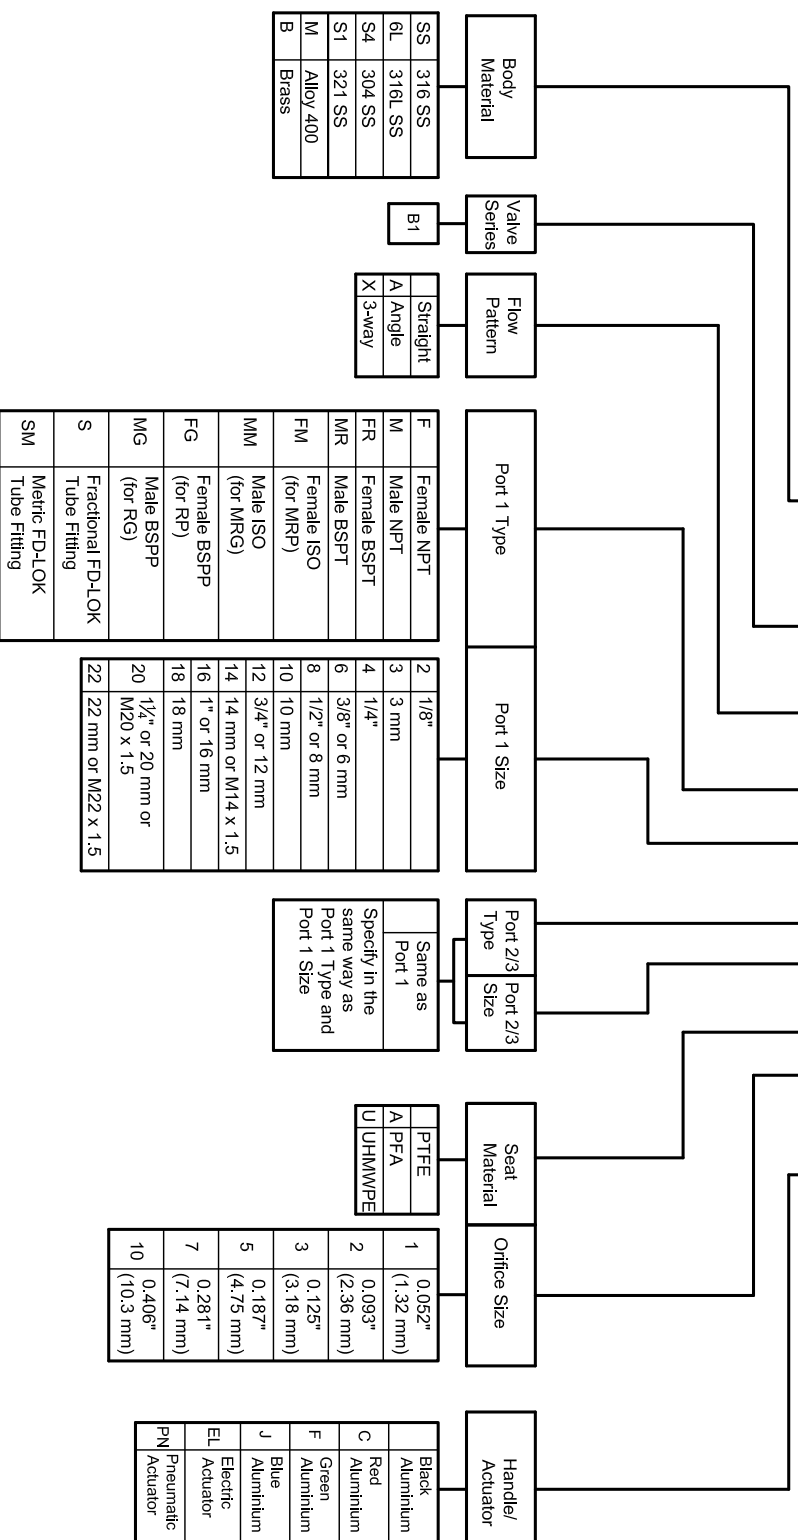 Body
Material
SS 316 SS
6L 316L SS
S4 304 SS
S1 321 SS
M Alloy 400
B Brass
Valve
Series
B1
Flow
Pattern
Straight
A Angle
X 3-way
Port 1 Type
F Female NPT
M Male NPT
FR Female BSPT
MR Male BSPT
FM Female ISO
(for MRP)
MM Male ISO
(for MRG)
FG Female BSPP
(for RP)
MG Male BSPP
(for RG)
S Fractional FD-LOK
Tube Fitting
SM Metric FD-LOK
Tube Fitting
Port 1 Size
2 1/8"
3 3 mm
4 1/4"
6 3/8" or 6 mm
8 1/2" or 8 mm
10 10 mm
12 3/4" or 12 mm
14 14 mm or M14 x 1.5
16 1" or 16 mm
18 18 mm
20 1¼" or 20 mm or
M20 x 1.5
22 22 mm or M22 x 1.5
Port 2/3
Type
Port 2/3
Size
Same as
Port 1
Specify in the
same way as
Port 1 Type and
Port 1 Size
Seat
Material
PTFE
A PFA
U UHMWPE
Orifice Size
1 0.052"
(1.32 mm)
2 0.093"
(2.36 mm)
3 0.125"
(3.18 mm)
5 0.187"
(4.75 mm)
7 0.281"
(7.14 mm)
10 0.406"
(10.3 mm)
Handle/
Actuator
Black
Aluminium
C Red
Aluminium
F Green
Aluminium
J Blue
Aluminium
EL Electric
Actuator
PN Pneumatic
Actuator